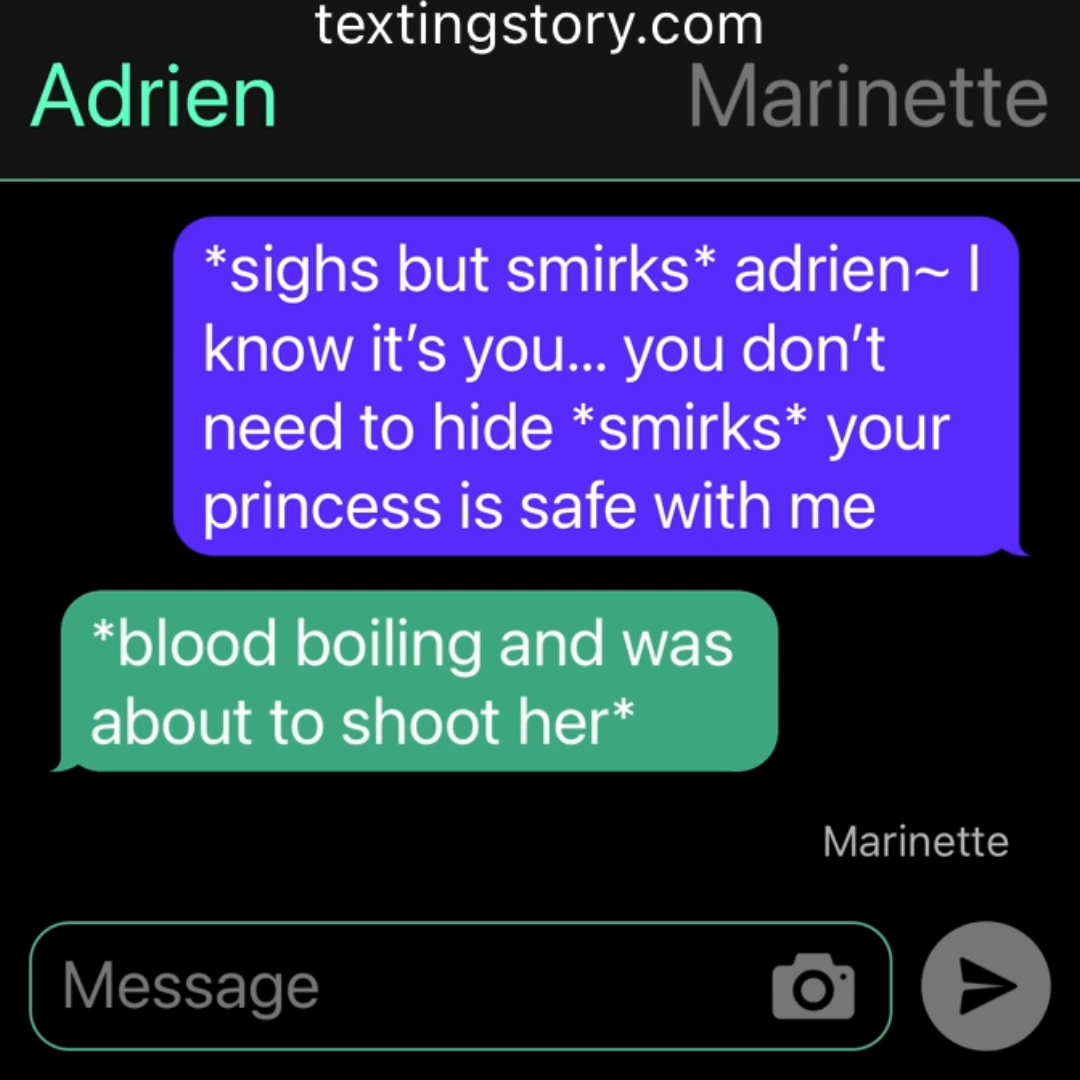 textingstory.com
Adrien Marinette
*sighs but smirks* adrien~ I
know it’s you... you don’t
need to hide *smirks* your
princess is safe with me
*blood boiling and was
about to shoot her*
Marinette
Message